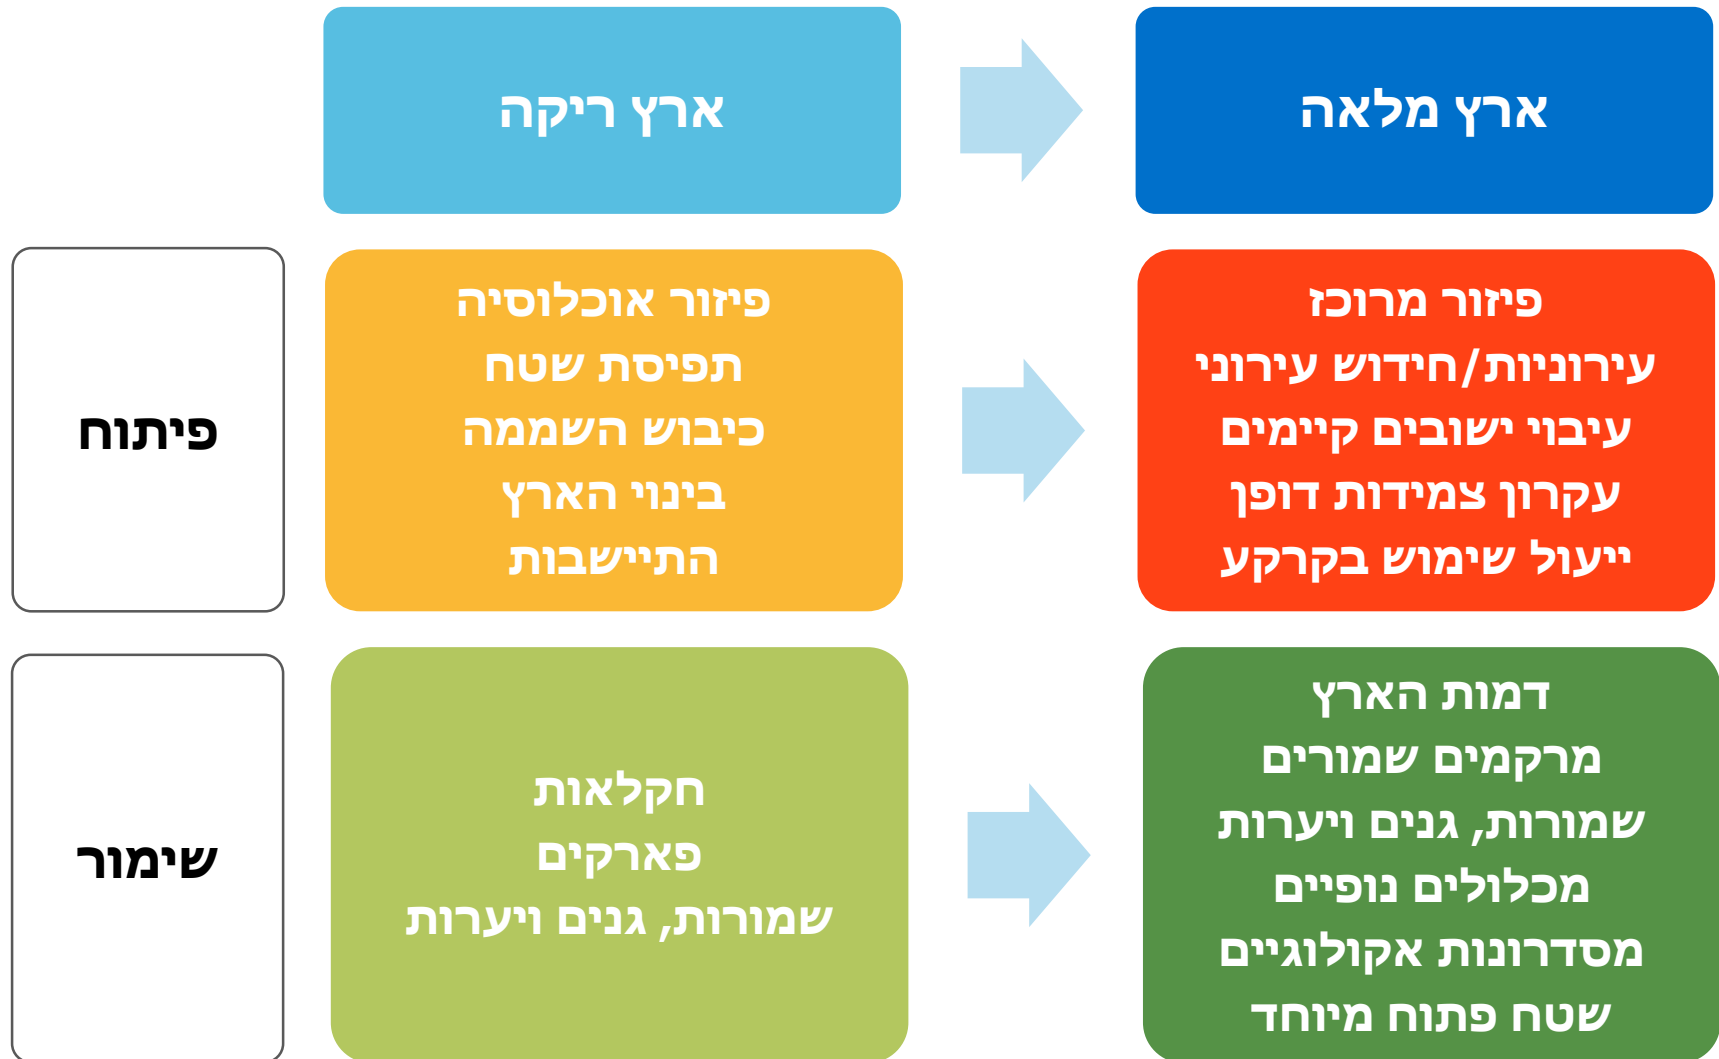 ארץ ריקה
ארץ מלאה
פיתוח
פיזור אוכלוסיה
תפיסת שטח
כיבוש השממה
בינוי הארץ
התיישבות
פיזור מרוכז
עירוניות/חידוש עירוני
עיבוי ישובים קיימים
עקרון צמידות דופן
ייעול שימוש בקרקע
שימור
חקלאות
פארקים
שמורות, גנים ויערות
דמות הארץ
מרקמים שמורים
שמורות, גנים ויערות
מכלולים נופיים
מסדרונות אקולוגיים
שטח פתוח מיוחד